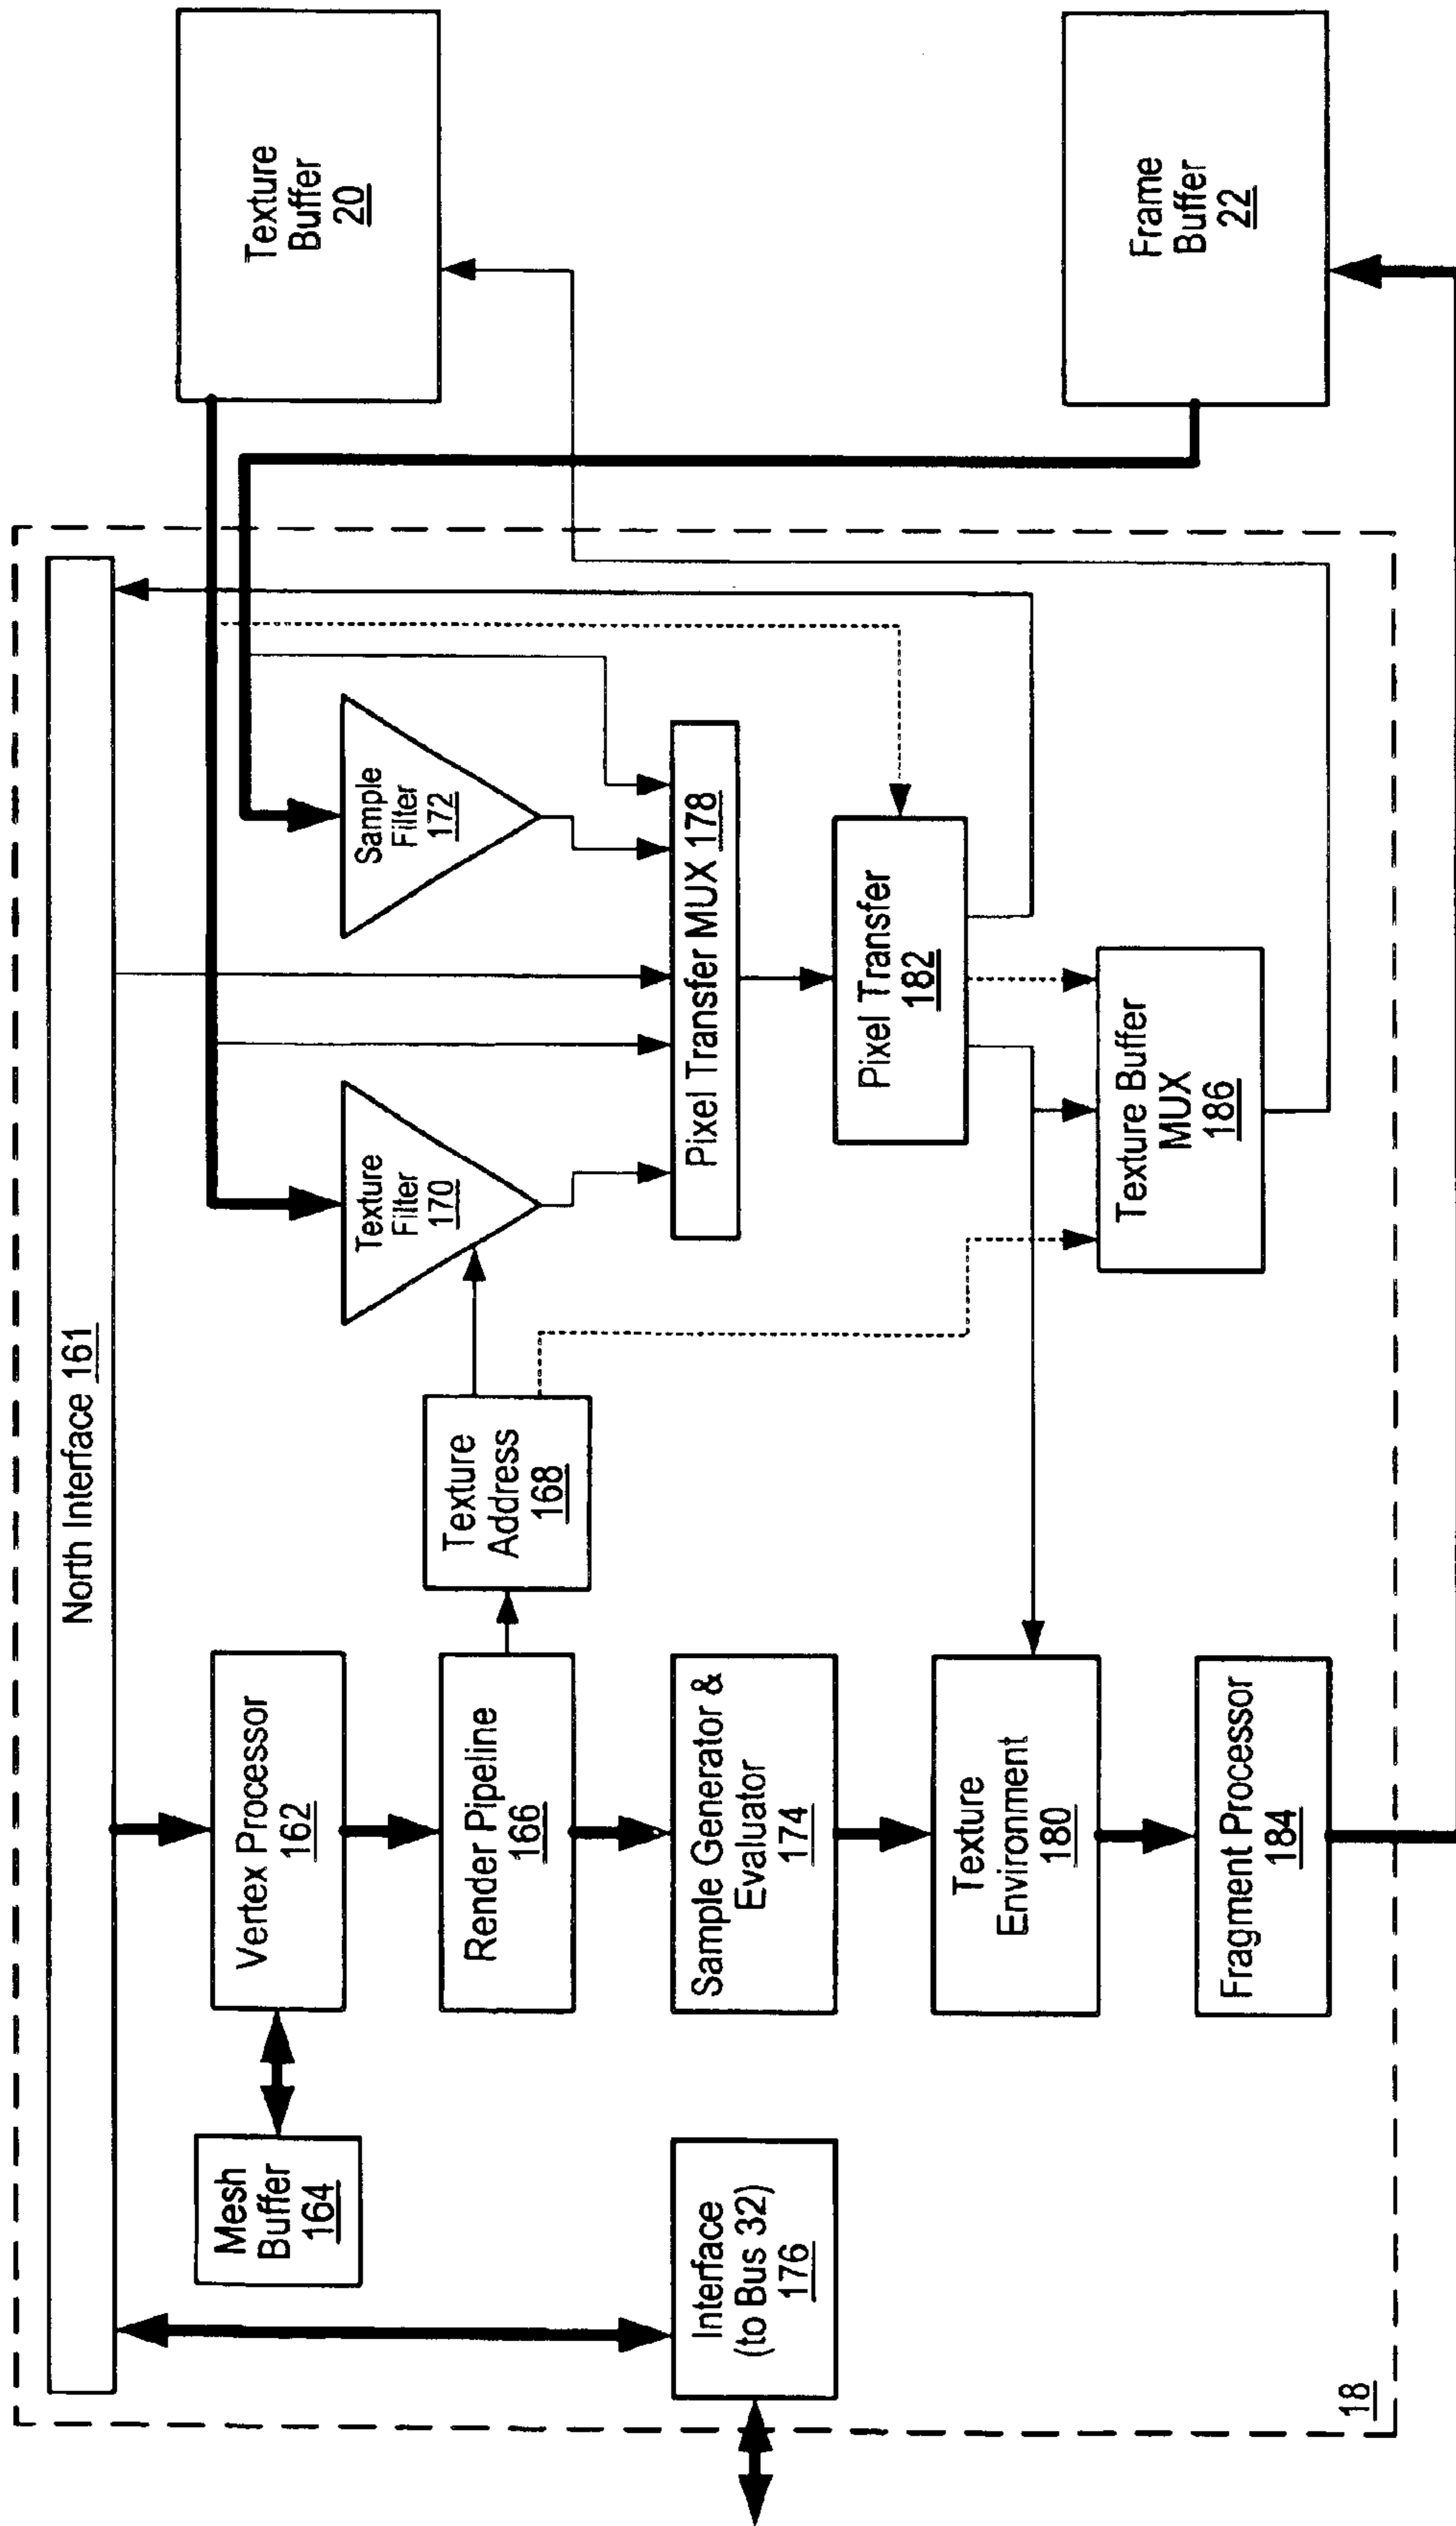 North Interface 161
Mesh
Buffer
164
Vertex Processor
162
Render Pipeline
166
Texture
Address
168
Texture
Filter
170
Sample
Filter
172
Texture
Buffer
20
Interface
(to Bus 32)
176
Sample Generator &
Evaluator
174
Pixel Transfer MUX 178
Texture
Environment
180
Pixel Transfer
182
Fragment Processor
184
Texture Buffer
MUX
186
Frame
Buffer
22
18